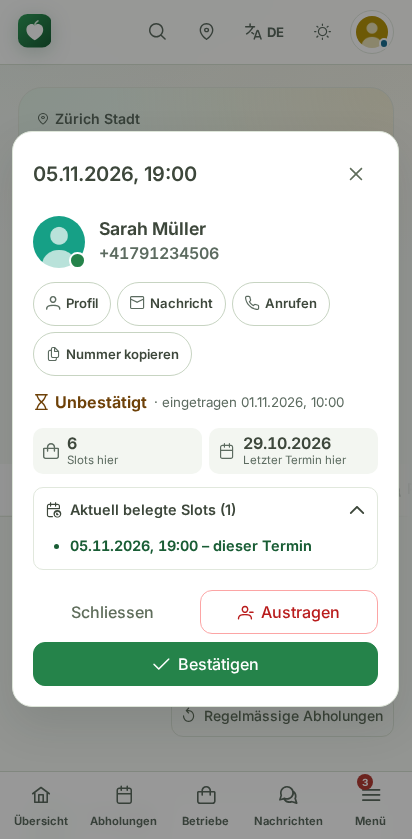 DE
Zürich Stadt
05.11.2026, 19:00
Sarah Müller
+41791234506
Profil
Nachricht
Anrufen
Nummer kopieren
Unbestätigt · eingetragen 01.11.2026, 10:00
6
Slots hier
29.10.2026
Letzter Termin hier
Aktuell belegte Slots (1)
• 05.11.2026, 19:00 – dieser Termin
Schliessen
Austragen
Bestätigen
Regelmässige Abholungen
3
Übersicht
Abholungen
Betriebe
Nachrichten
Menü